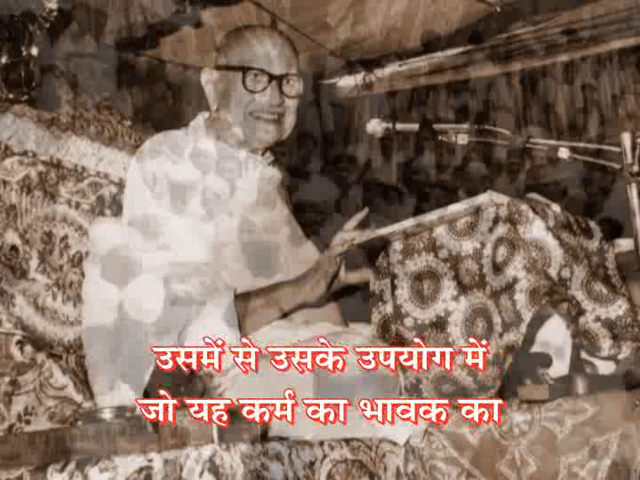 उसमें से उसके उपयोग में
जो यह कर्म का भावक का